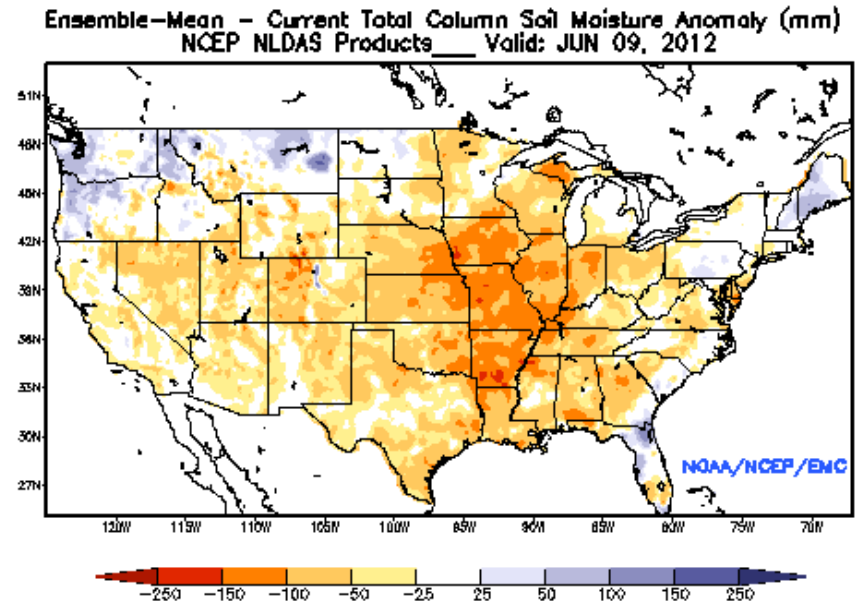 Ensemble-Mean - Current Total Column Soil Moisture Anomaly (mm)
NCEP NLDAS Products___ Valid: JUN 09, 2012
51N
48N
45N
42N
39N
36N
33N
30N
27N
NOAA/NCEP/EMC
120W 115W 110W 105W 100W 95W 90W 85W 80W 75W 70W
-250 -150 -100 -50 -25 25 50 100 150 250